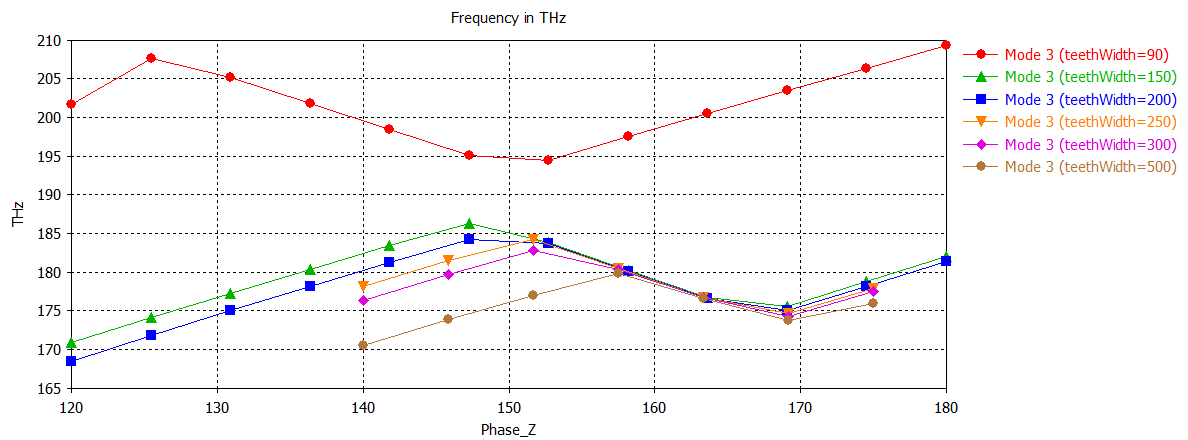 Frequency in THz
210
205
200
195
190
185
180
175
170
165
THz
120 130 140 150 160 170 180
Phase_Z
Mode 3 (teethWidth=90)
Mode 3 (teethWidth=150)
Mode 3 (teethWidth=200)
Mode 3 (teethWidth=250)
Mode 3 (teethWidth=300)
Mode 3 (teethWidth=500)